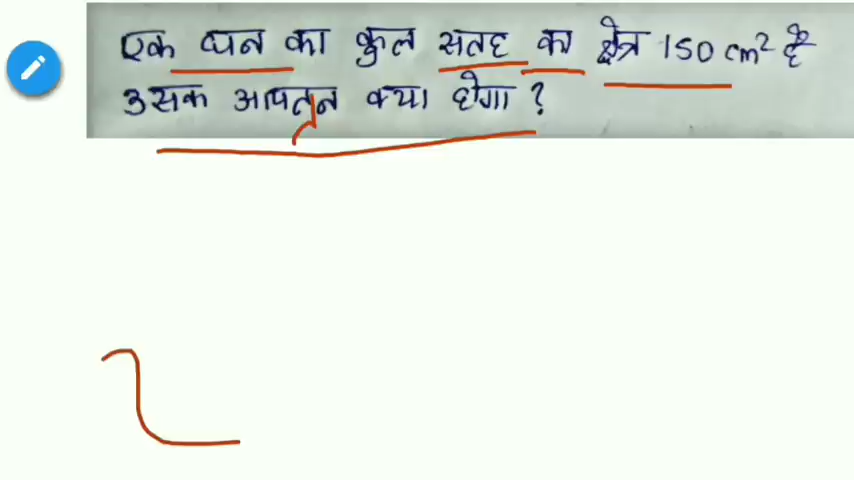 एक घन का कुल सतह का क्षेत्र 150 cm² है
उसक आयतन क्या होगा ?